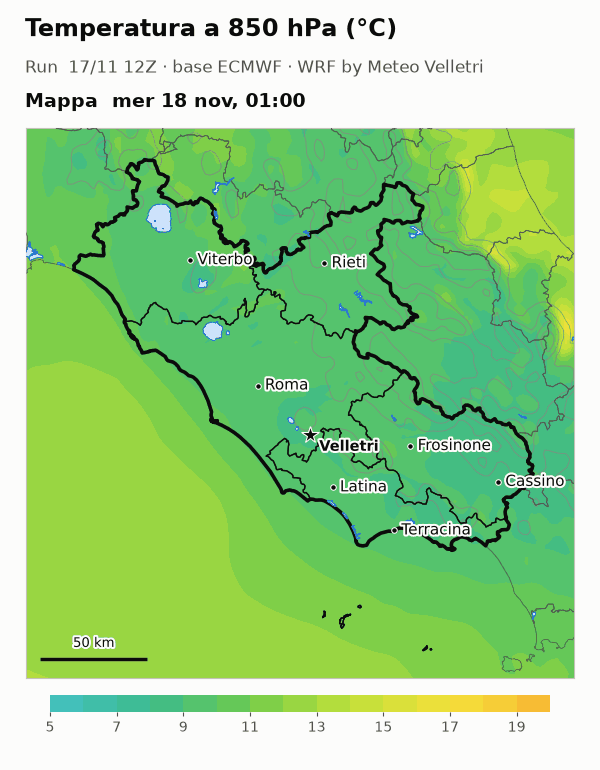 Temperatura a 850 hPa (°C)
Run  17/11 12Z · base ECMWF · WRF by Meteo Velletri
Mappa  mer 18 nov, 01:00
Viterbo
Rieti
Roma
Velletri
Frosinone
Cassino
Latina
Terracina
50 km
5 7 9 11 13 15 17 19